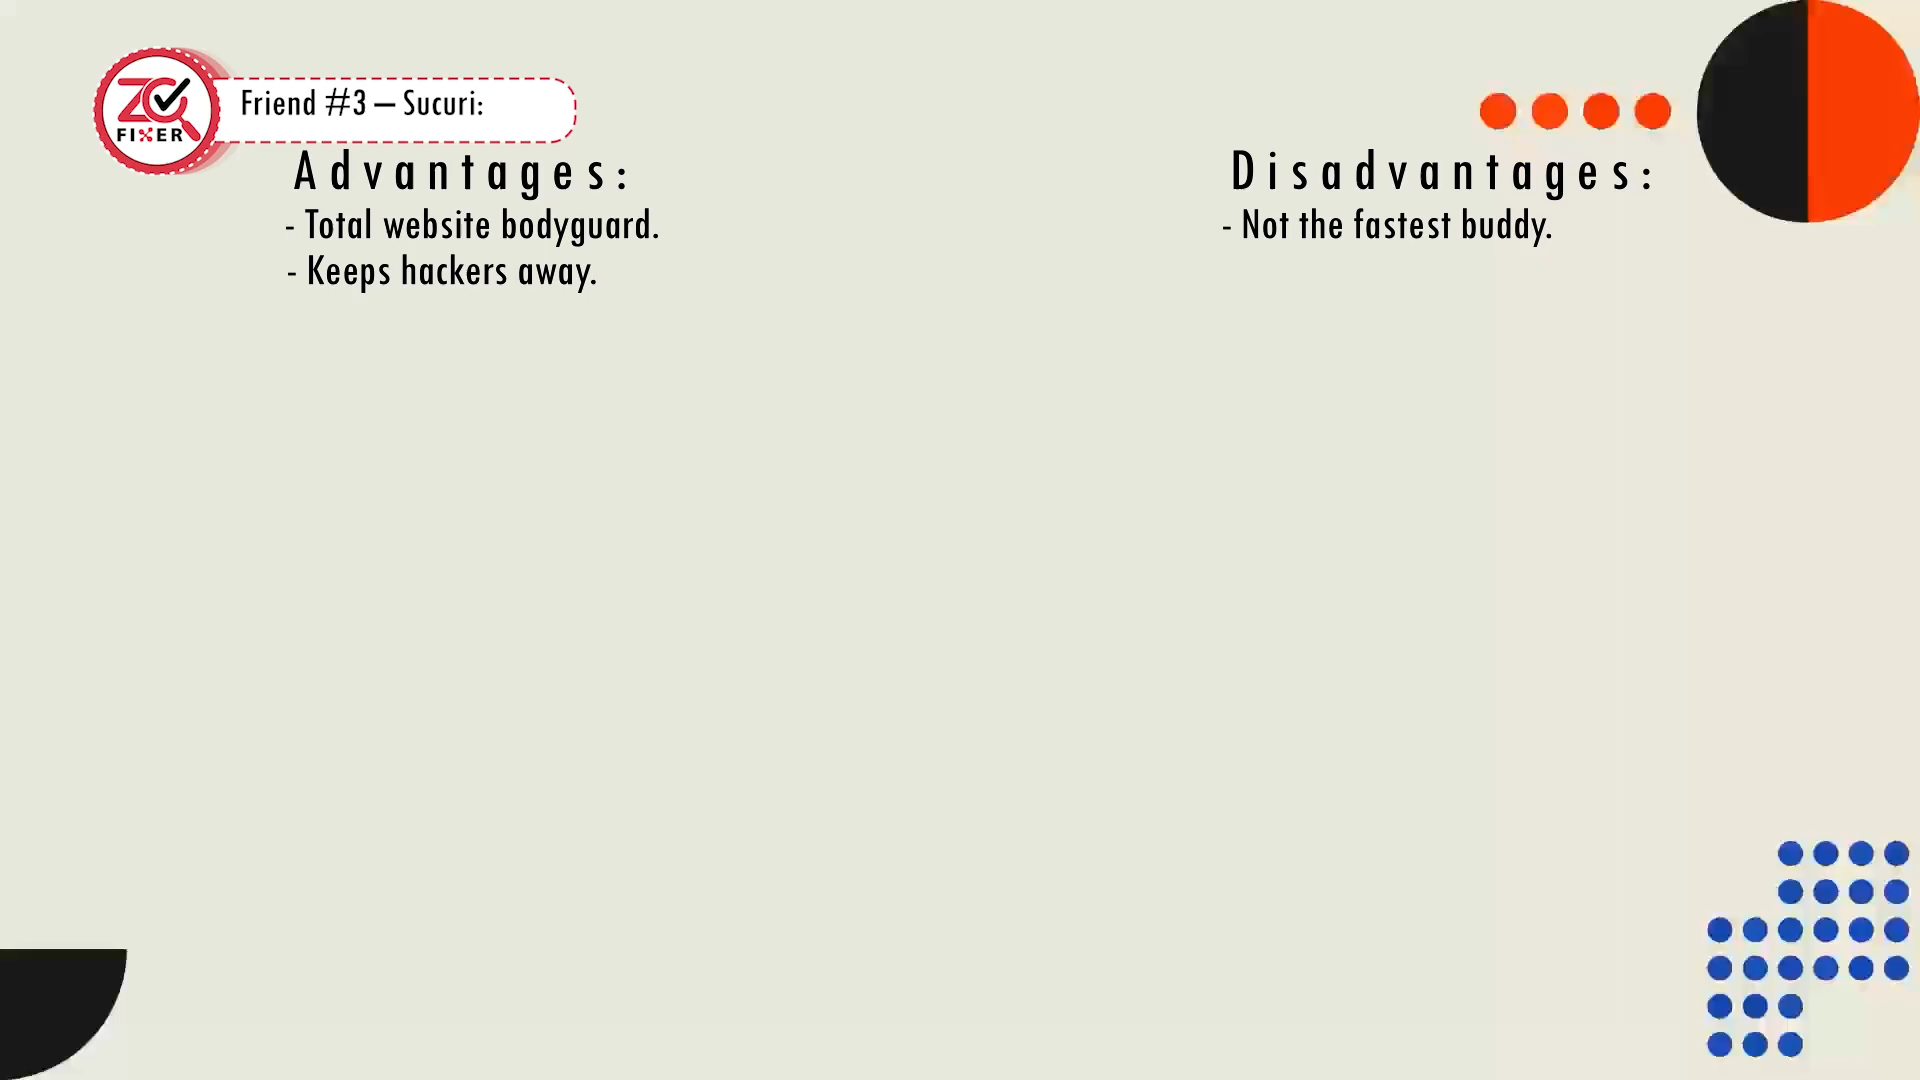 ZQ
FIXER
Friend #3 – Sucuri:
Advantages:
- Total website bodyguard.
- Keeps hackers away.
Disadvantages:
- Not the fastest buddy.